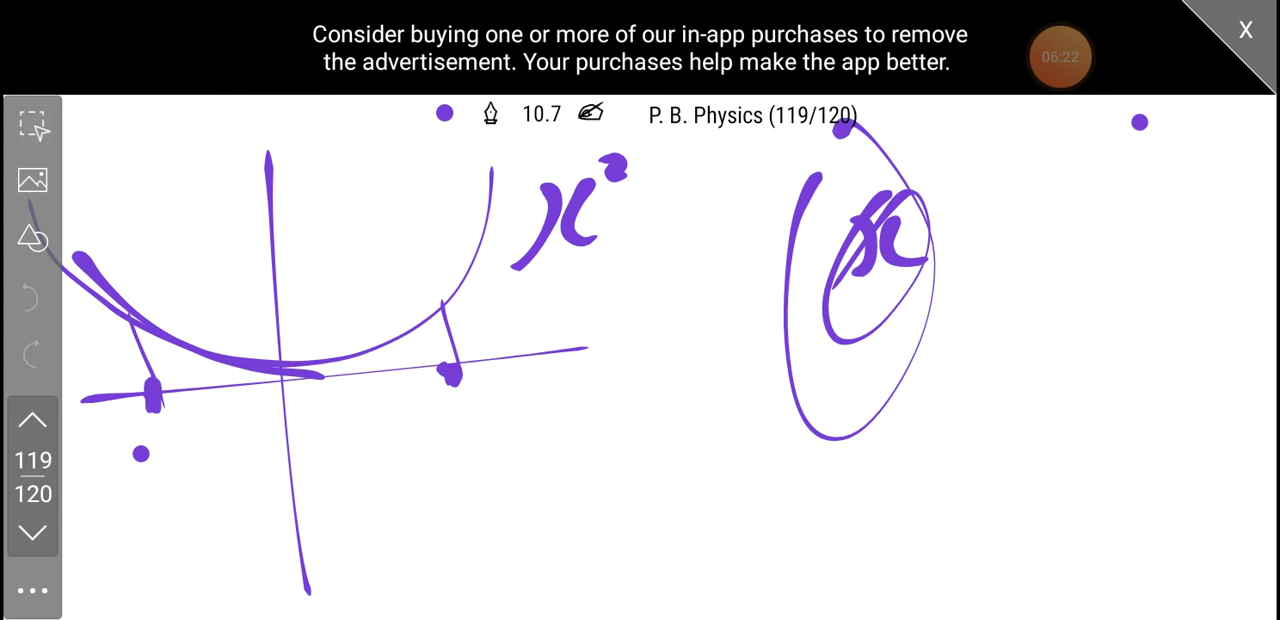 Consider buying one or more of our in-app purchases to remove
the advertisement. Your purchases help make the app better.
06:22
X
10.7
P. B. Physics (119/120)
x²
x
119
120